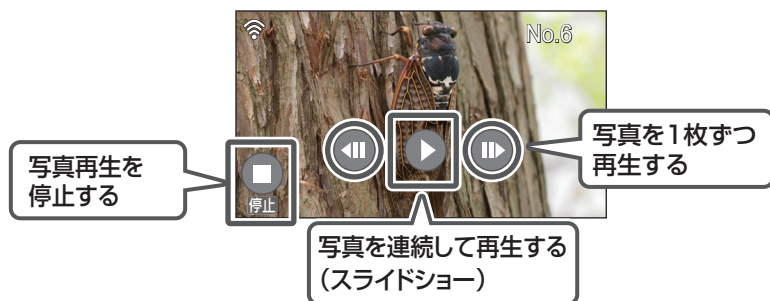 No.6
写真を1枚ずつ
再生する
写真再生を
停止する
停止
写真を連続して再生する
（スライドショー）